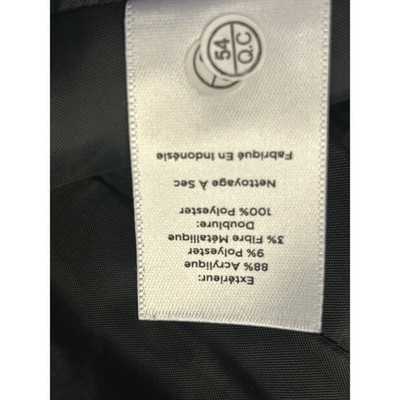 Extérieur:
88% Acrylique
9% Polyester
3% Fibre Métallique
Doublure:
100% Polyester
Nettoyage À Sec
Fabriqué En Indonésie
54
Q.C